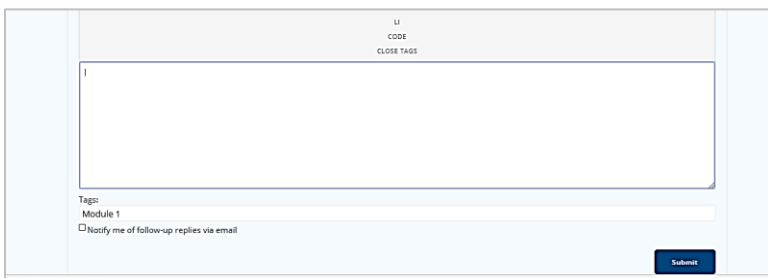 LI
CODE
CLOSE TAGS
Tags:
Module 1
Notify me of follow-up replies via email
Submit